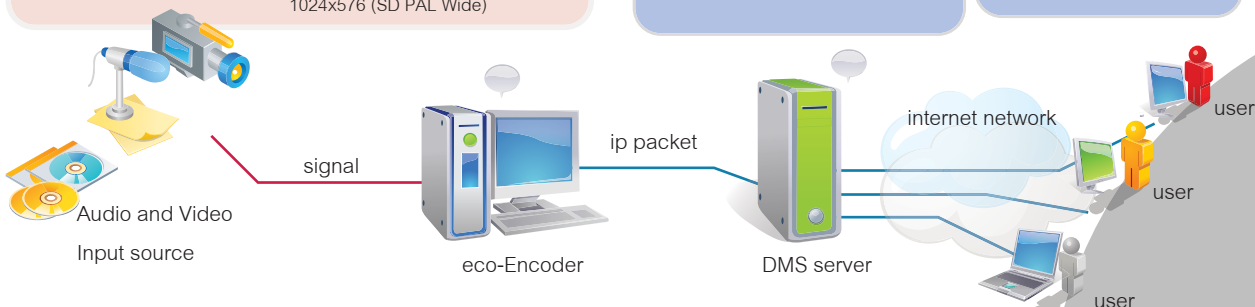 1024x576 (SD PAL Wide)
signal
ip packet
internet network
user
user
user
Audio and Video
Input source
eco-Encoder
DMS server